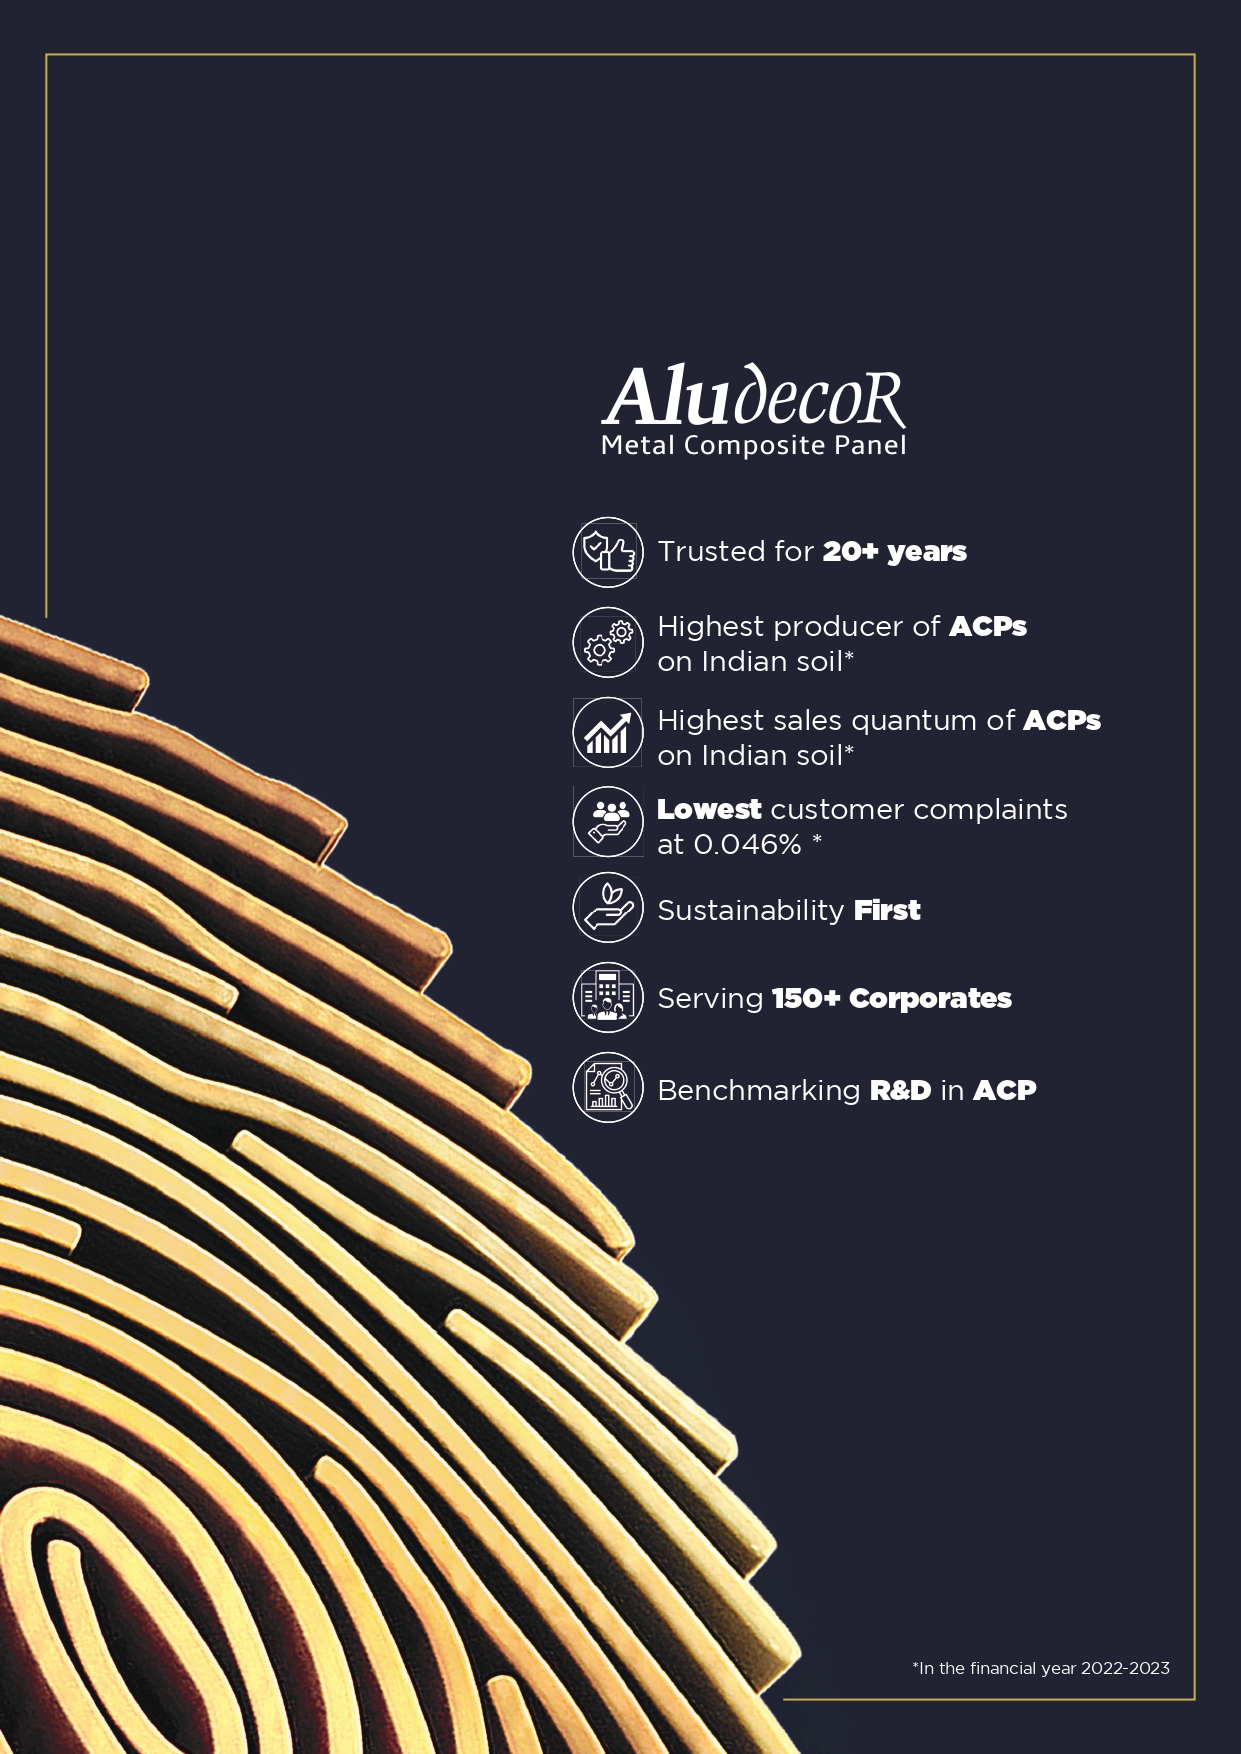 AludecoR
Metal Composite Panel
Trusted for 20+ years
Highest producer of ACPs
on Indian soil*
Highest sales quantum of ACPs
on Indian soil*
Lowest customer complaints
at 0.046% *
Sustainability First
Serving 150+ Corporates
Benchmarking R&D in ACP
*In the financial year 2022-2023